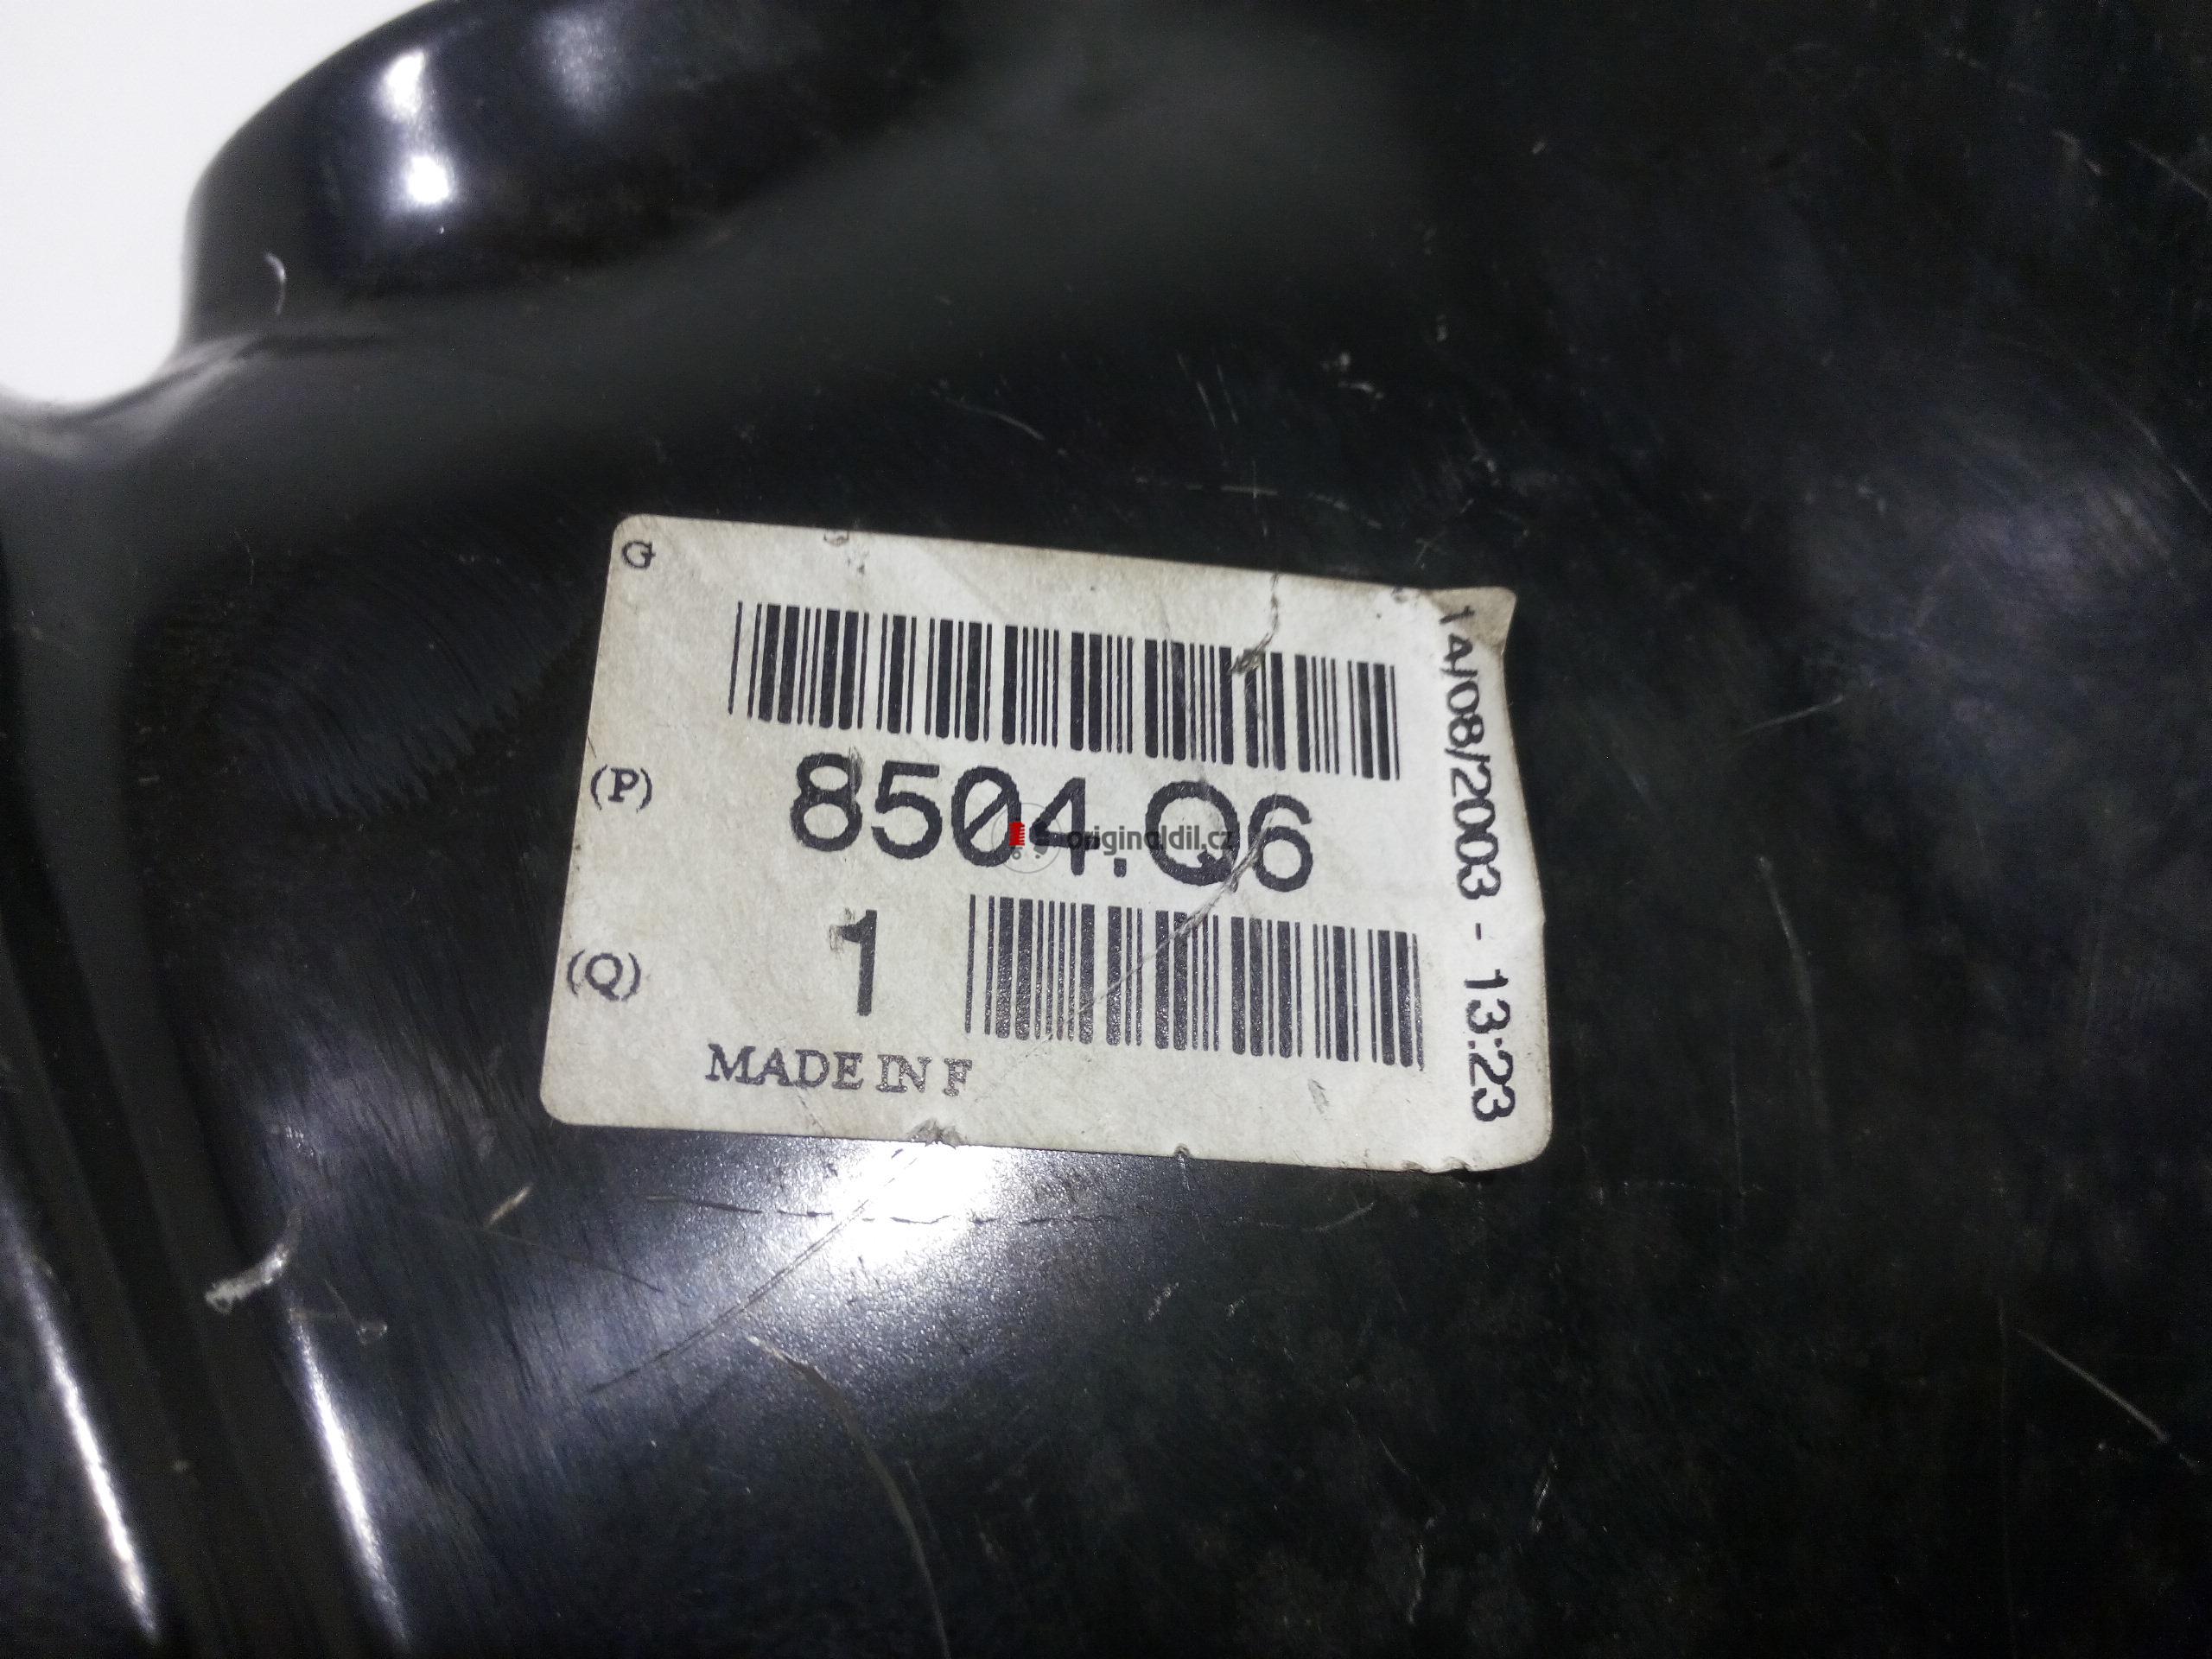 G
(P) 8504.Q6
originaldil.cz
(Q) 1
MADE IN F
14/08/2003 - 13:23